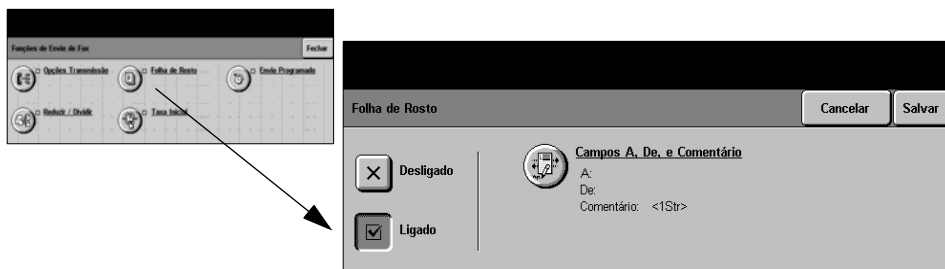 Funções de Envio de Fax
Fechar
Opções Transmissão
Folha de Rosto
Envio Programado
Reduzir / Dividir
Taxa Inicial
Folha de Rosto
Cancelar
Salvar
Desligado
Ligado
Campos A, De, e Comentário
A:
De:
Comentário: <1Str>